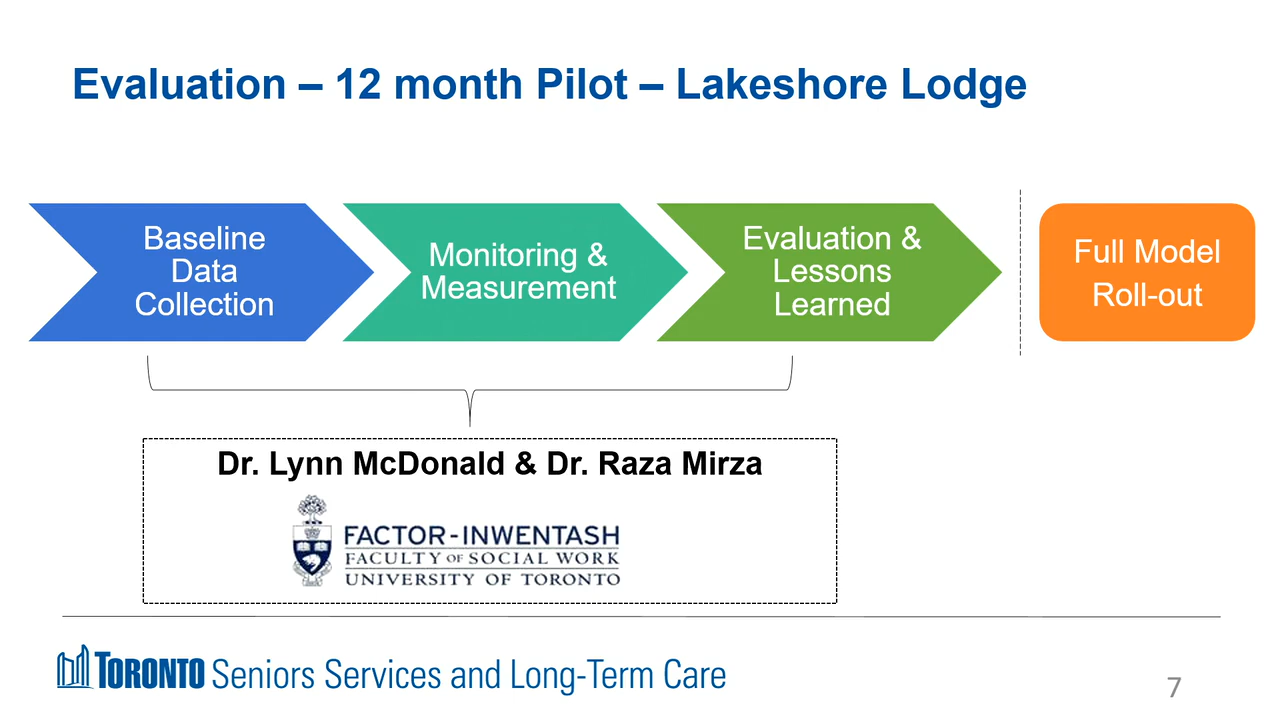 Evaluation – 12 month Pilot – Lakeshore Lodge
Baseline
Data
Collection
Monitoring &
Measurement
Evaluation &
Lessons
Learned
Full Model
Roll-out
Dr. Lynn McDonald & Dr. Raza Mirza
FACTOR-INWENTASH
FACULTY OF SOCIAL WORK
UNIVERSITY OF TORONTO
TORONTO Seniors Services and Long-Term Care
7